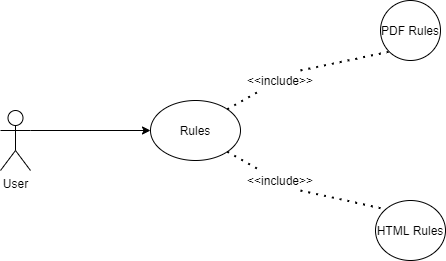 PDF Rules
<<include>>
Rules
User
<<include>>
HTML Rules